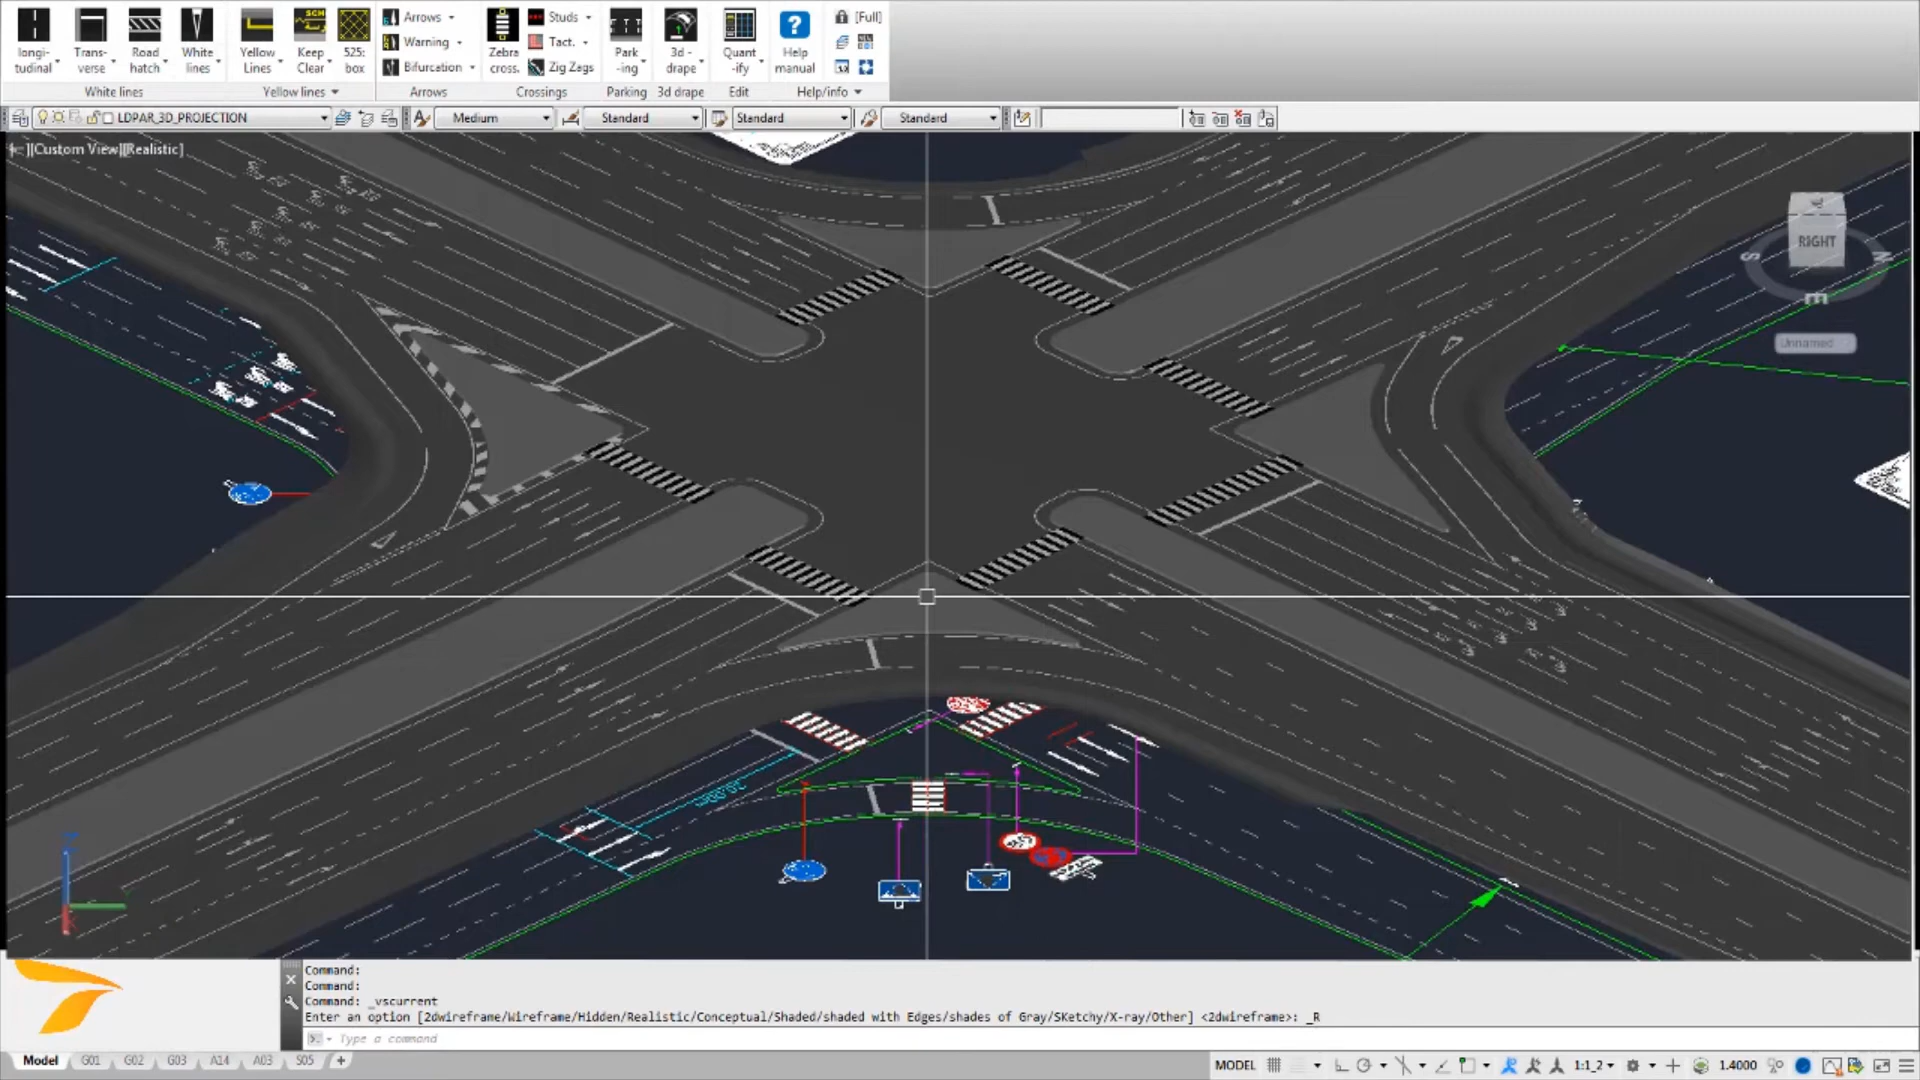 longi-
tudinal
Trans-
verse
Road
hatch
White
lines
White lines
Yellow
Lines
SCH
Keep
Clear
525:
box
Yellow lines
Arrows
Warning
Bifurcation
Arrows
Zebra
cross.
Studs
Tact.
Zig Zags
Crossings
Park
-ing
Parking
3d -
drape
3d drape
Quant
-ify
Edit
Help
manual
[Full]
Help/info
LDPAR_3D_PROJECTION
Medium
Standard
Standard
Standard
][Custom View][Realistic]
RIGHT
S
N
E
Unnamed
Command:
Command:
Command: _vscurrent
Enter an option [2dwireframe/Wireframe/Hidden/Realistic/Conceptual/Shaded/shaded with Edges/shades of Gray/SKetchy/X-ray/Other] <2dwireframe>: _R
Type a command
Model G01 G02 G03 A14 A03 S05 +
MODEL
1:1_2
1.4000